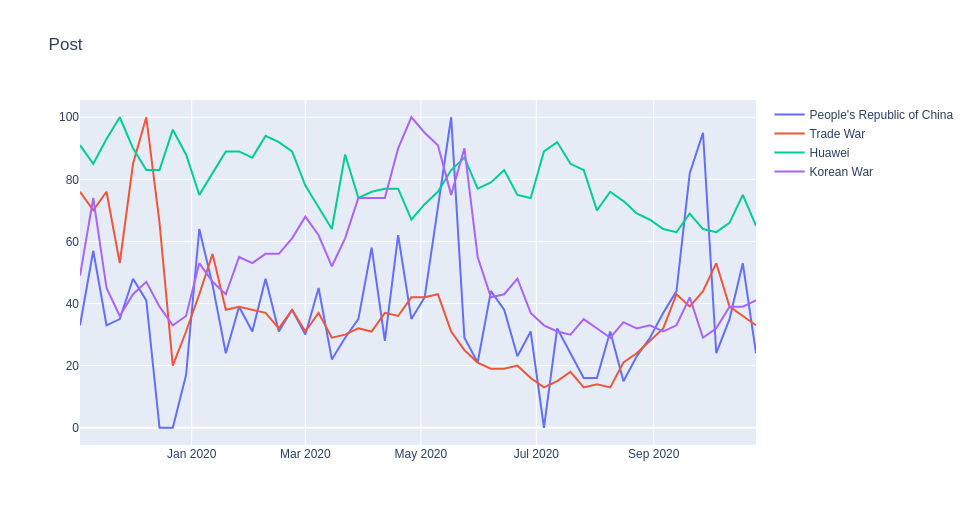 Post
100
80
60
40
20
0
Jan 2020
Mar 2020
May 2020
Jul 2020
Sep 2020
People's Republic of China
Trade War
Huawei
Korean War